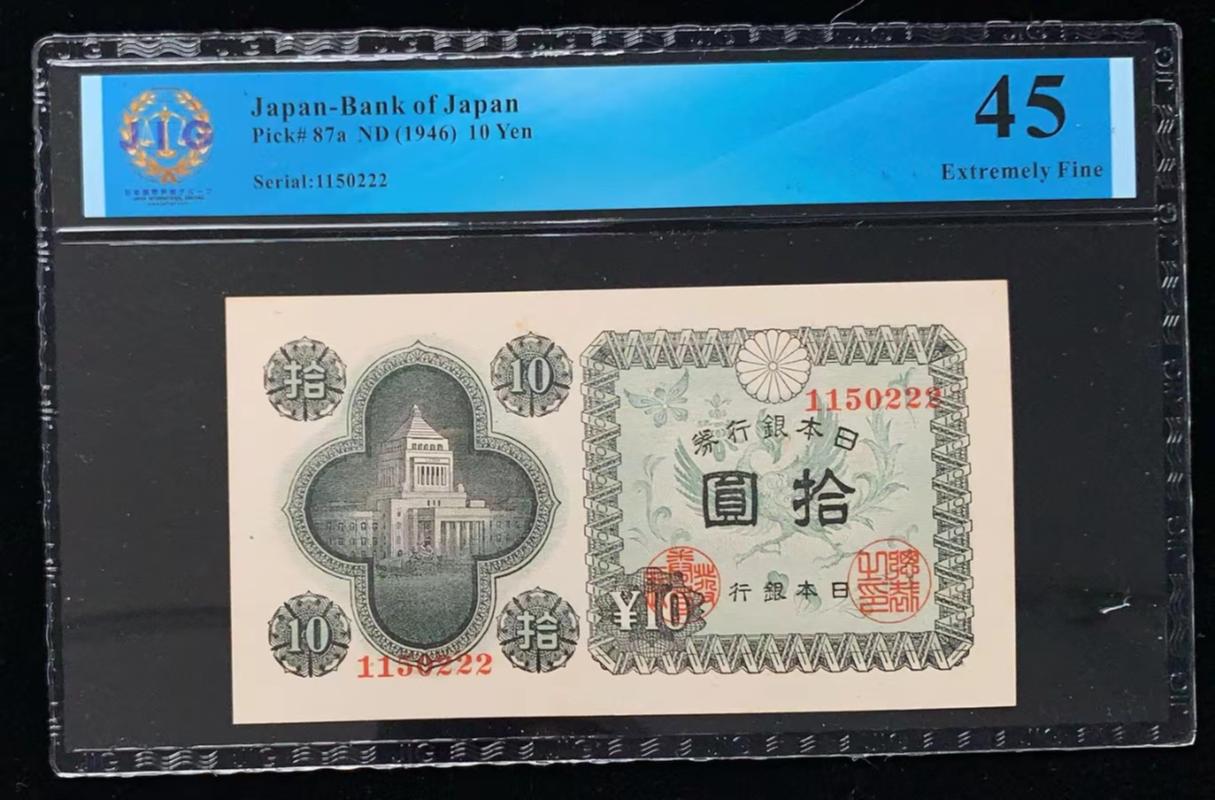 Japan-Bank of Japan
Pick# 87a ND (1946) 10 Yen
Serial:1150222
45
Extremely Fine
JIG
拾
10
1150222
券行銀本日
圓拾
行銀本日
10
拾
¥10
1150222